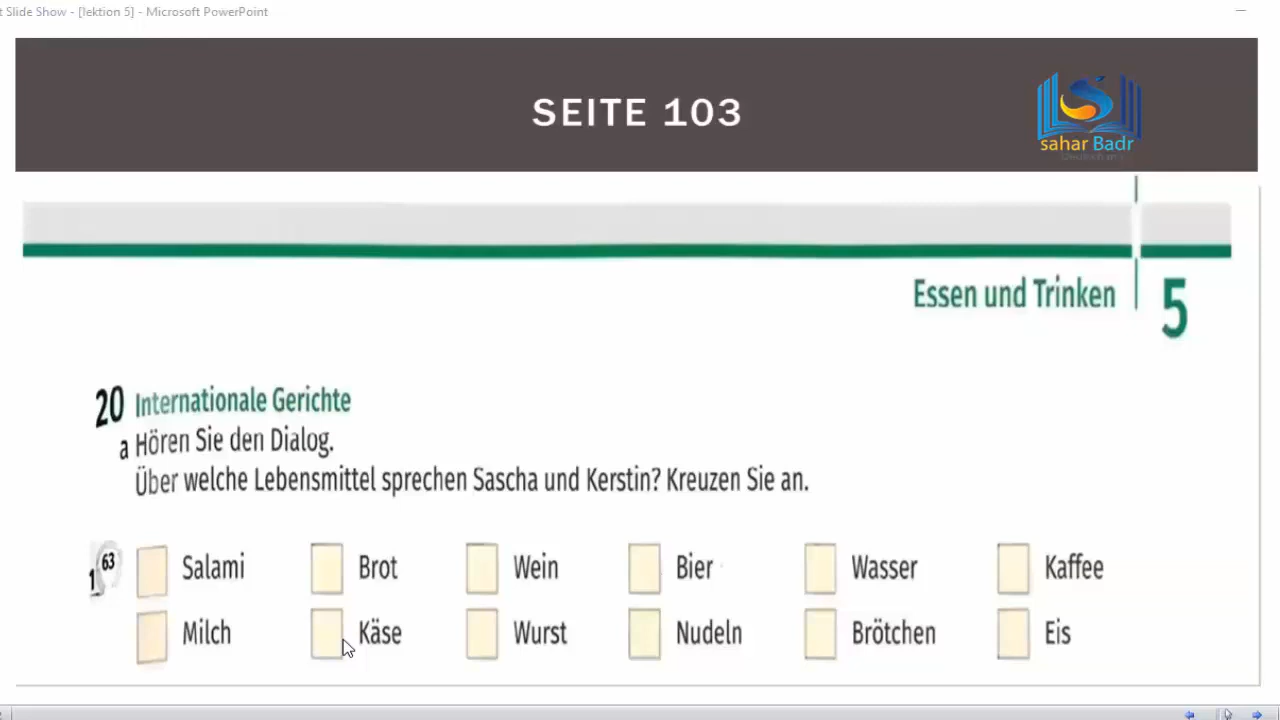 t Slide Show - [lektion 5] - Microsoft PowerPoint
SEITE 103
sahar Badr
Essen und Trinken 5
20 Internationale Gerichte
a Hören Sie den Dialog.
Über welche Lebensmittel sprechen Sascha und Kerstin? Kreuzen Sie an.
1 63 Salami Brot Wein Bier Wasser Kaffee
Milch Käse Wurst Nudeln Brötchen Eis